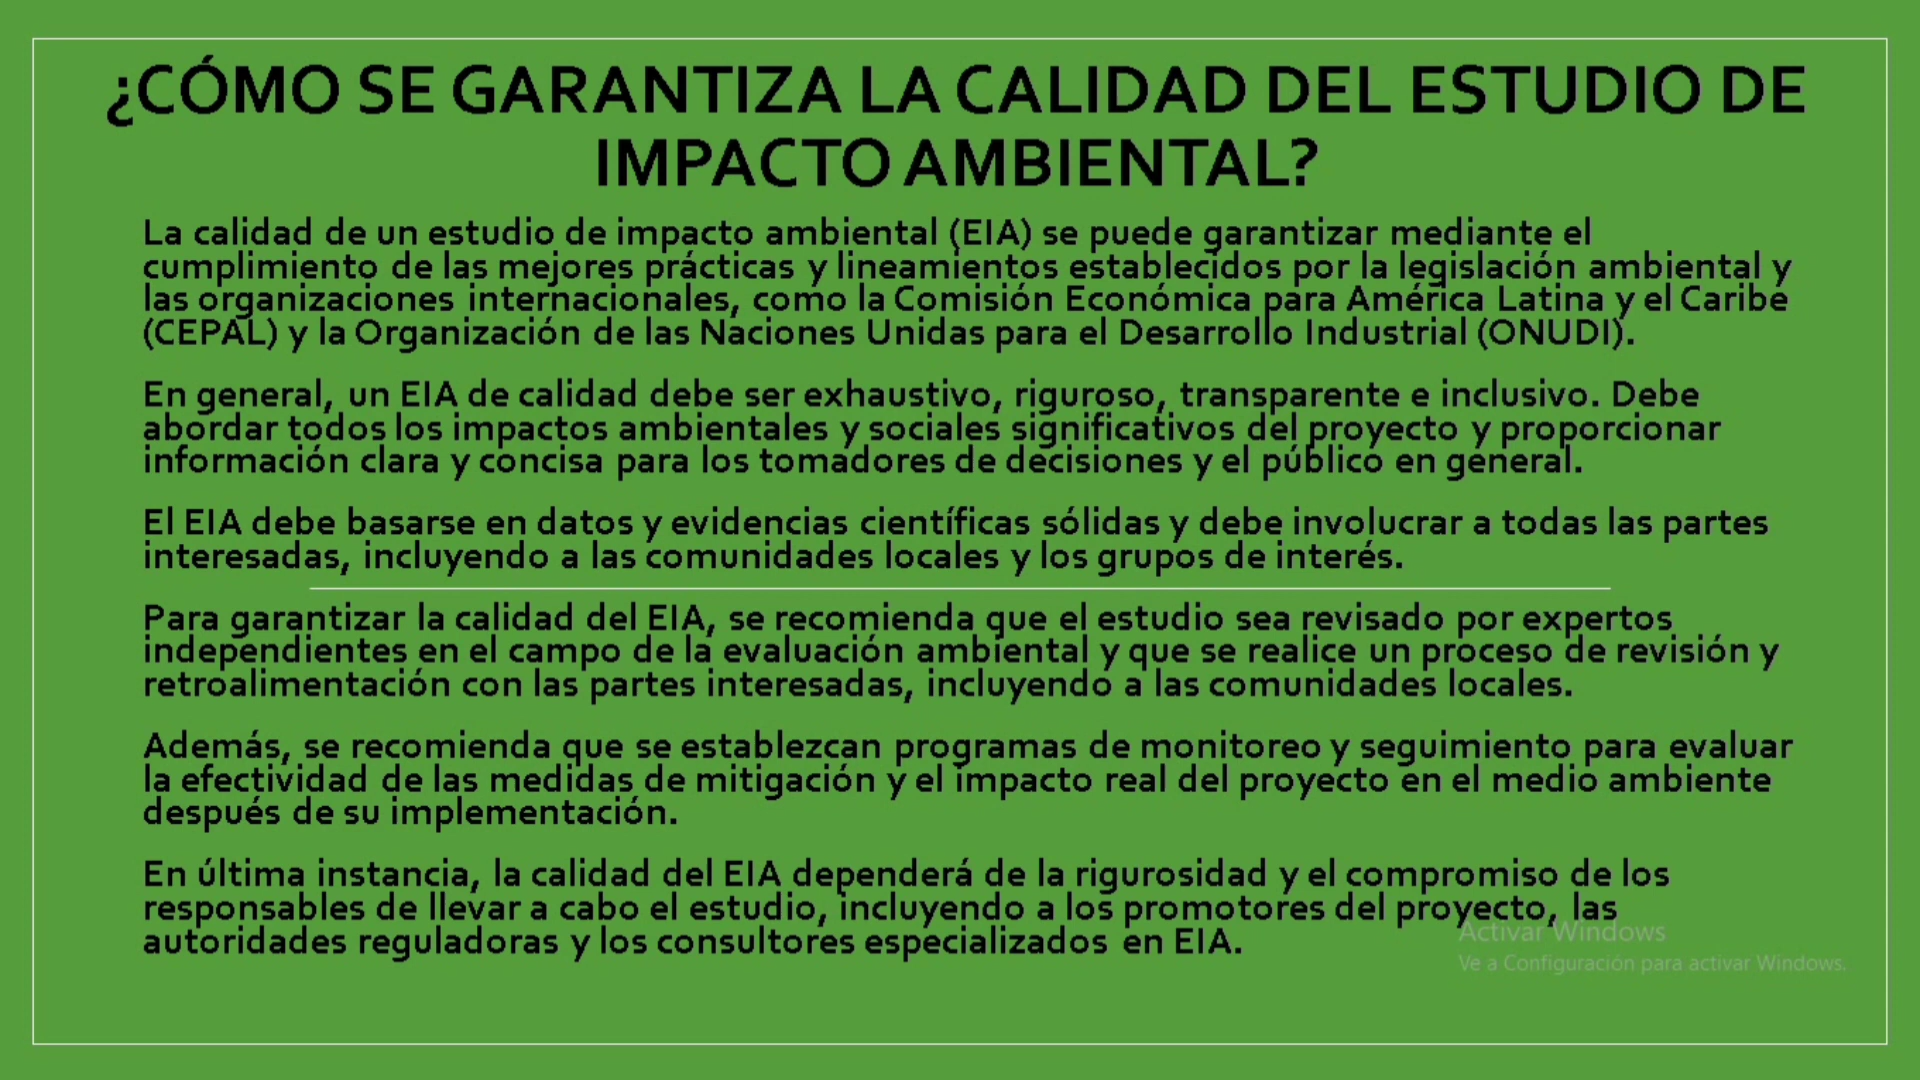 ¿CÓMO SE GARANTIZA LA CALIDAD DEL ESTUDIO DE
IMPACTO AMBIENTAL?
La calidad de un estudio de impacto ambiental (EIA) se puede garantizar mediante el
cumplimiento de las mejores prácticas y lineamientos establecidos por la legislación ambiental y
las organizaciones internacionales, como la Comisión Económica para América Latina y el Caribe
(CEPAL) y la Organización de las Naciones Unidas para el Desarrollo Industrial (ONUDI).
En general, un EIA de calidad debe ser exhaustivo, riguroso, transparente e inclusivo. Debe
abordar todos los impactos ambientales y sociales significativos del proyecto y proporcionar
información clara y concisa para los tomadores de decisiones y el público en general.
El EIA debe basarse en datos y evidencias científicas sólidas y debe involucrar a todas las partes
interesadas, incluyendo a las comunidades locales y los grupos de interés.
Para garantizar la calidad del EIA, se recomienda que el estudio sea revisado por expertos
independientes en el campo de la evaluación ambiental y que se realice un proceso de revisión y
retroalimentación con las partes interesadas, incluyendo a las comunidades locales.
Además, se recomienda que se establezcan programas de monitoreo y seguimiento para evaluar
la efectividad de las medidas de mitigación y el impacto real del proyecto en el medio ambiente
después de su implementación.
En última instancia, la calidad del EIA dependerá de la rigurosidad y el compromiso de los
responsables de llevar a cabo el estudio, incluyendo a los promotores del proyecto, las
autoridades reguladoras y los consultores especializados en EIA.
Activar Windows
Ve a Configuración para activar Windows.